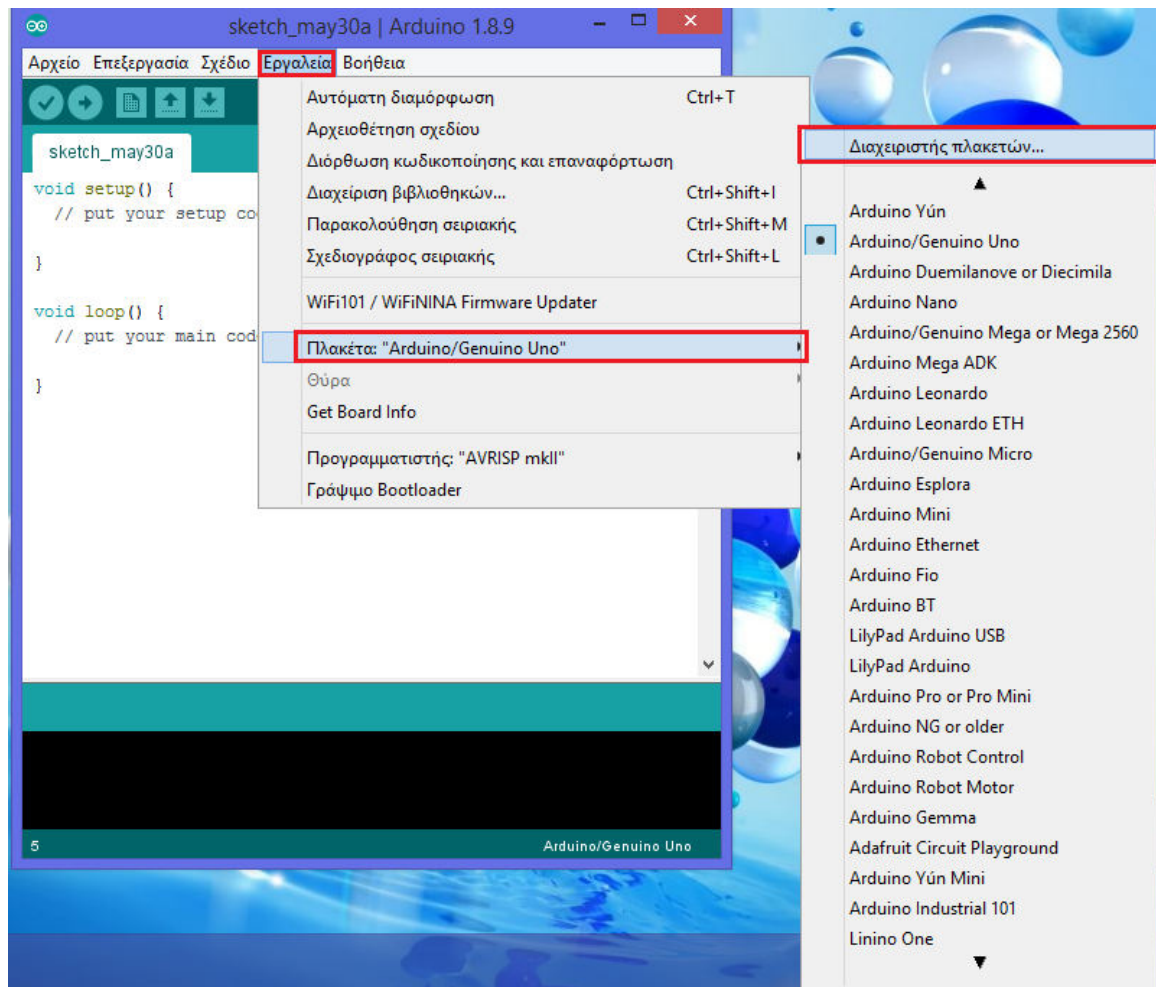 sketch_may30a | Arduino 1.8.9
Αρχείο Επεξεργασία Σχέδιο Εργαλεία Βοήθεια
sketch_may30a
void setup() {
// put your setup co
}
void loop() {
// put your main cod
}
Αυτόματη διαμόρφωση Ctrl+T
Αρχειοθέτηση σχεδίου
Διόρθωση κωδικοποίησης και επαναφόρτωση
Διαχείριση βιβλιοθηκών... Ctrl+Shift+I
Παρακολούθηση σειριακής Ctrl+Shift+M
Σχεδιογράφος σειριακής Ctrl+Shift+L
WiFi101 / WiFiNINA Firmware Updater
Πλακέτα: "Arduino/Genuino Uno"
Θύρα
Get Board Info
Προγραμματιστής: "AVRISP mkII"
Γράψιμο Bootloader
Διαχειριστής πλακετών...
Arduino Yún
Arduino/Genuino Uno
Arduino Duemilanove or Diecimila
Arduino Nano
Arduino/Genuino Mega or Mega 2560
Arduino Mega ADK
Arduino Leonardo
Arduino Leonardo ETH
Arduino/Genuino Micro
Arduino Esplora
Arduino Mini
Arduino Ethernet
Arduino Fio
Arduino BT
LilyPad Arduino USB
LilyPad Arduino
Arduino Pro or Pro Mini
Arduino NG or older
Arduino Robot Control
Arduino Robot Motor
Arduino Gemma
Adafruit Circuit Playground
Arduino Yún Mini
Arduino Industrial 101
Linino One
5 Arduino/Genuino Uno